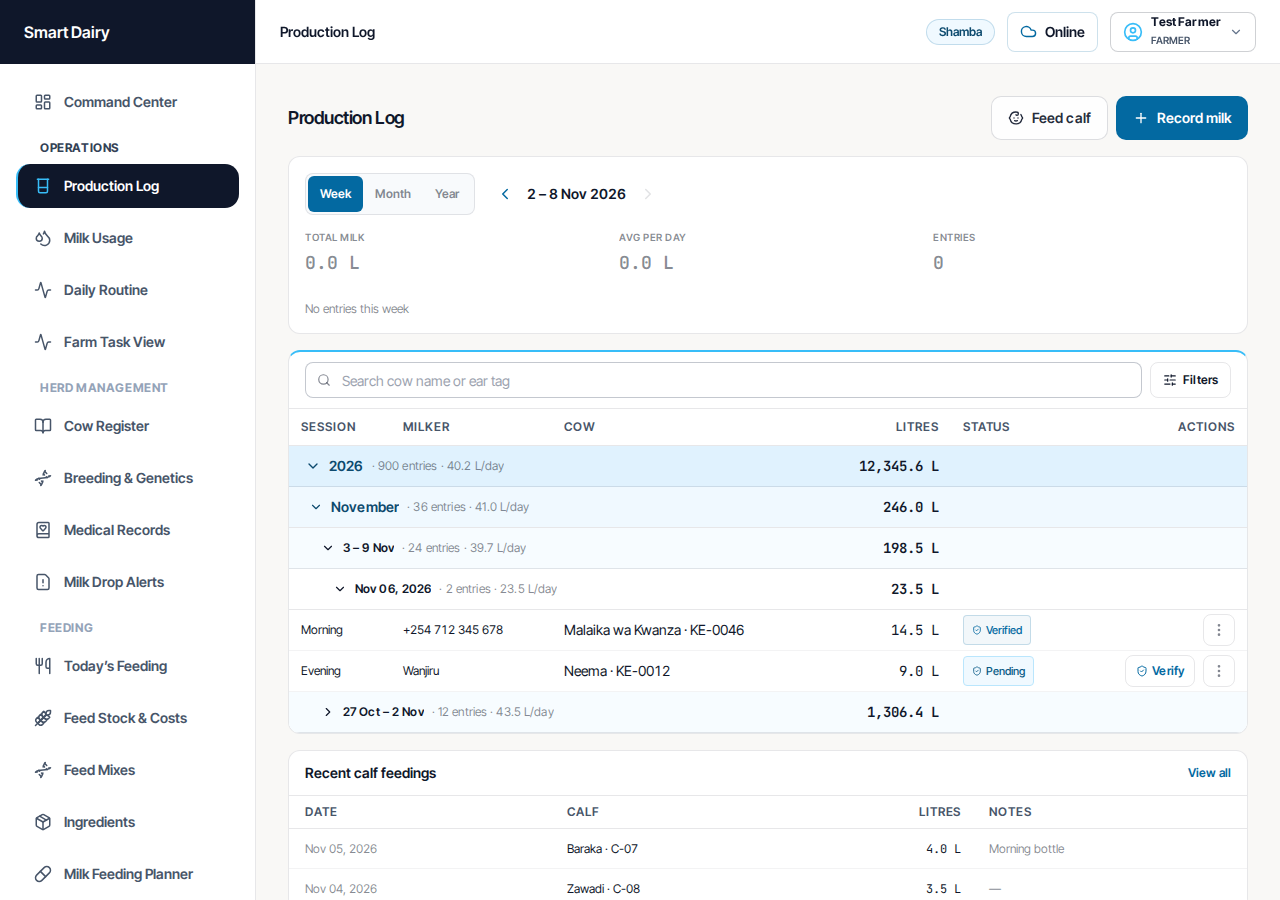 Smart Dairy
Production Log
Shamba
Online
Test Farmer
FARMER
Command Center
OPERATIONS
Production Log
Milk Usage
Daily Routine
Farm Task View
HERD MANAGEMENT
Cow Register
Breeding & Genetics
Medical Records
Milk Drop Alerts
FEEDING
Today's Feeding
Feed Stock & Costs
Feed Mixes
Ingredients
Milk Feeding Planner
Production Log
Feed calf
Record milk
Week Month Year
2 – 8 Nov 2026
TOTAL MILK AVG PER DAY ENTRIES
0.0 L 0.0 L 0
No entries this week
Search cow name or ear tag
Filters
SESSION MILKER COW LITRES STATUS ACTIONS
2026 · 900 entries · 40.2 L/day 12,345.6 L
November · 36 entries · 41.0 L/day 246.0 L
3 – 9 Nov · 24 entries · 39.7 L/day 198.5 L
Nov 06, 2026 · 2 entries · 23.5 L/day 23.5 L
Morning +254 712 345 678 Malaika wa Kwanza · KE-0046 14.5 L Verified
Evening Wanjiru Neema · KE-0012 9.0 L Pending Verify
27 Oct – 2 Nov · 12 entries · 43.5 L/day 1,306.4 L
Recent calf feedings View all
DATE CALF LITRES NOTES
Nov 05, 2026 Baraka · C-07 4.0 L Morning bottle
Nov 04, 2026 Zawadi · C-08 3.5 L —